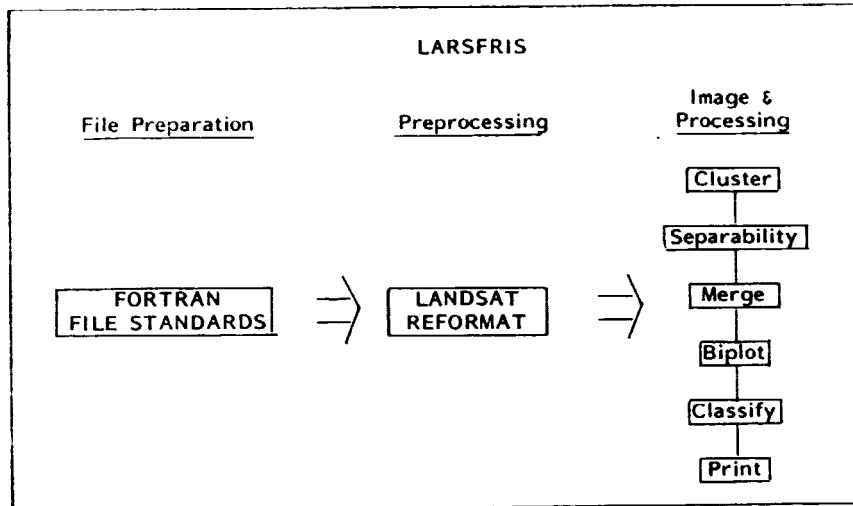 LARSFRIS
File Preparation
Preprocessing
Image &
Processing
Cluster
Separability
FORTRAN
FILE STANDARDS
LANDSAT
REFORMAT
Merge
Biplot
Classify
Print